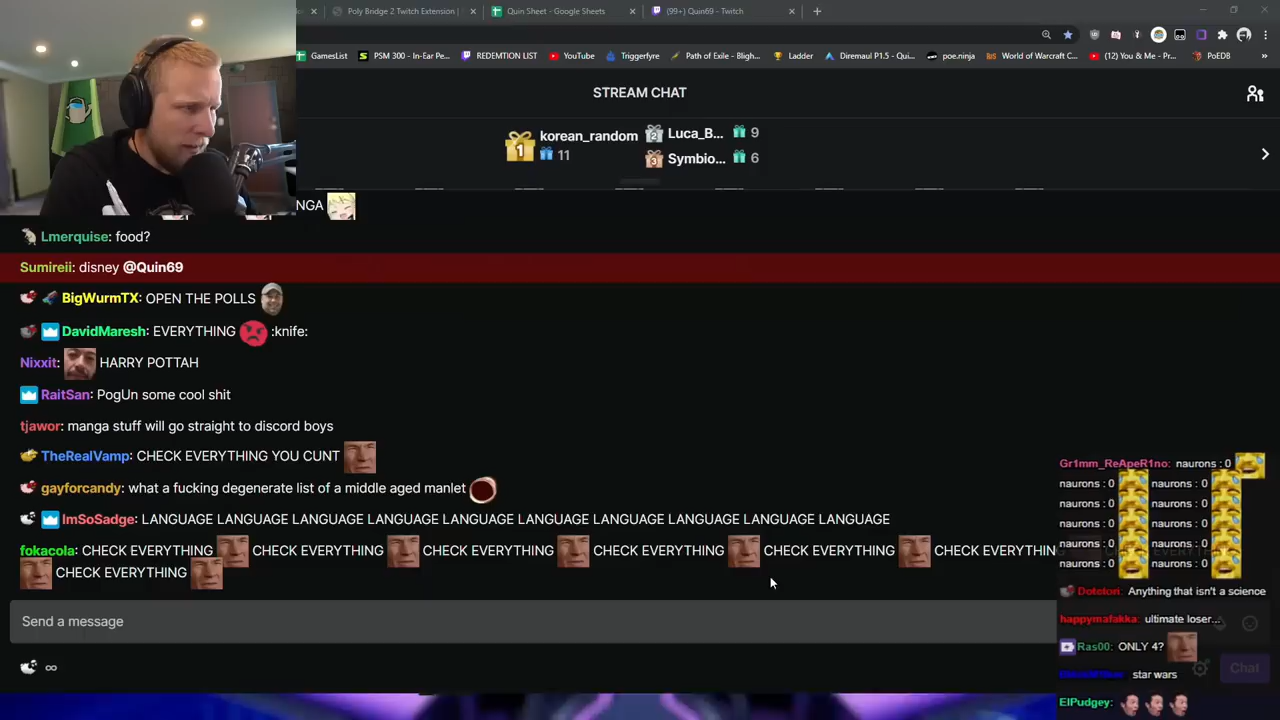 Poly Bridge 2 Twitch Extension |
Quin Sheet - Google Sheets
(99+) Quin69 - Twitch
GamesList
PSM 300 - In-Ear Pe...
REDEMTION LIST
YouTube
Triggerfyre
Path of Exile - Bligh...
Ladder
Diremaul P1.5 - Qui...
poe.ninja
World of Warcraft C...
(12) You & Me - Pr...
PoEDB
STREAM CHAT
1 korean_random
11
2 Luca_B... 9
3 Symbio... 6
NGA
Lmerquise: food?
Sumireii: disney @Quin69
BigWurmTX: OPEN THE POLLS
DavidMaresh: EVERYTHING :knife:
Nixxit: HARRY POTTAH
RaitSan: PogUn some cool shit
tjawor: manga stuff will go straight to discord boys
TheRealVamp: CHECK EVERYTHING YOU CUNT
gayforcandy: what a fucking degenerate list of a middle aged manlet
ImSoSadge: LANGUAGE LANGUAGE LANGUAGE LANGUAGE LANGUAGE LANGUAGE LANGUAGE LANGUAGE LANGUAGE LANGUAGE
fokacola: CHECK EVERYTHING CHECK EVERYTHING CHECK EVERYTHING CHECK EVERYTHING CHECK EVERYTHING CHECK EVERYTHING
CHECK EVERYTHING
Send a message
∞
Chat
Gr1mm_ReApeR1no: naurons : 0
naurons : 0 naurons : 0
naurons : 0 naurons : 0
naurons : 0 naurons : 0
naurons : 0 naurons : 0
naurons : 0 naurons : 0
Anything that isn't a science
happymafakka: ultimate loser...
Ras00: ONLY 4?
star wars
ElPudgey: